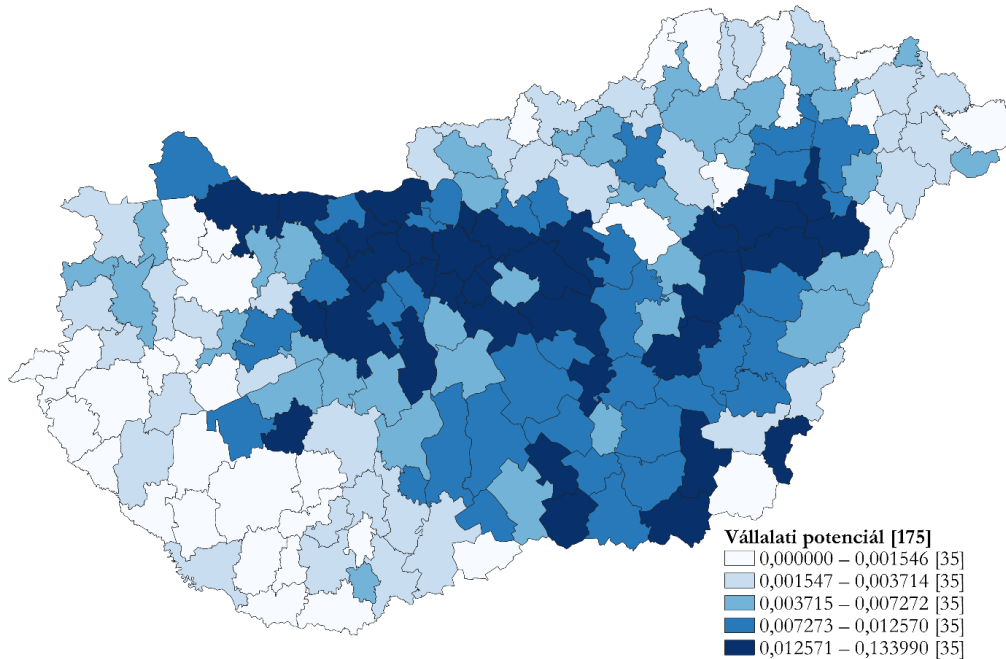 Vállalati potenciál [175]
0,000000 – 0,001546 [35]
0,001547 – 0,003714 [35]
0,003715 – 0,007272 [35]
0,007273 – 0,012570 [35]
0,012571 – 0,133990 [35]